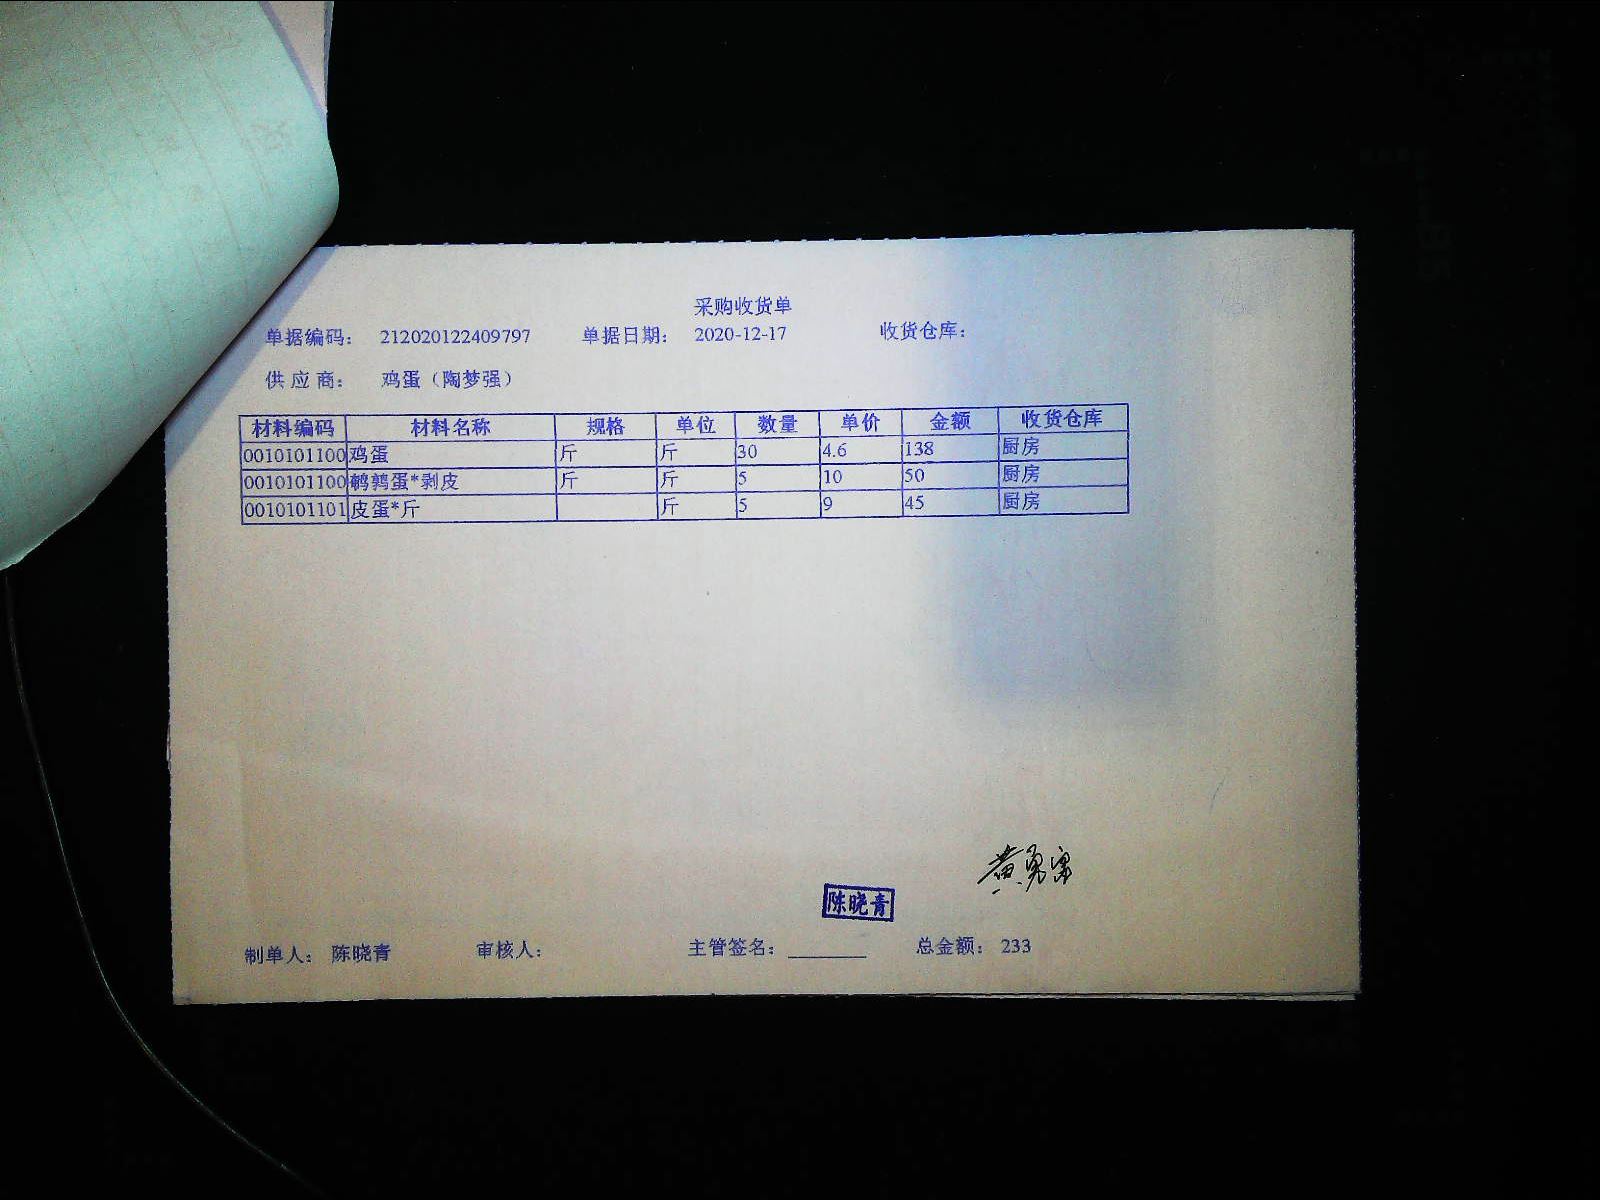 采购收货单
单据编码： 212020122409797 单据日期： 2020-12-17 收货仓库：
供 应 商： 鸡蛋（陶梦强）
材料编码 材料名称 规格 单位 数量 单价 金额 收货仓库
0010101100 鸡蛋 斤 斤 30 4.6 138 厨房
0010101100 鹌鹑蛋*剥皮 斤 斤 5 10 50 厨房
0010101101 皮蛋*斤 斤 5 9 45 厨房
黄勇
陈晓青
制单人： 陈晓青 审核人： 主管签名： ________ 总金额： 233